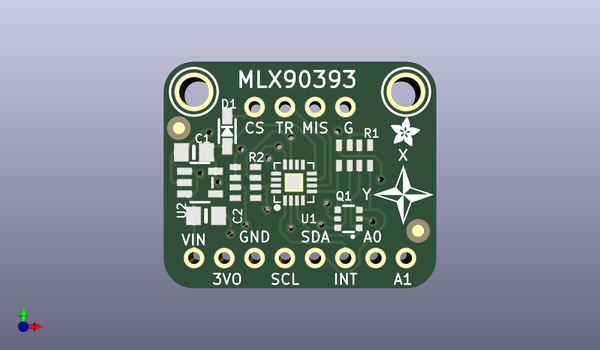 MLX90393
D1
CS TR MIS G
C1
R1
R2
X
Y
Q1
U2
C2
U1
VIN
GND
SDA
A0
3VO
SCL
INT
A1